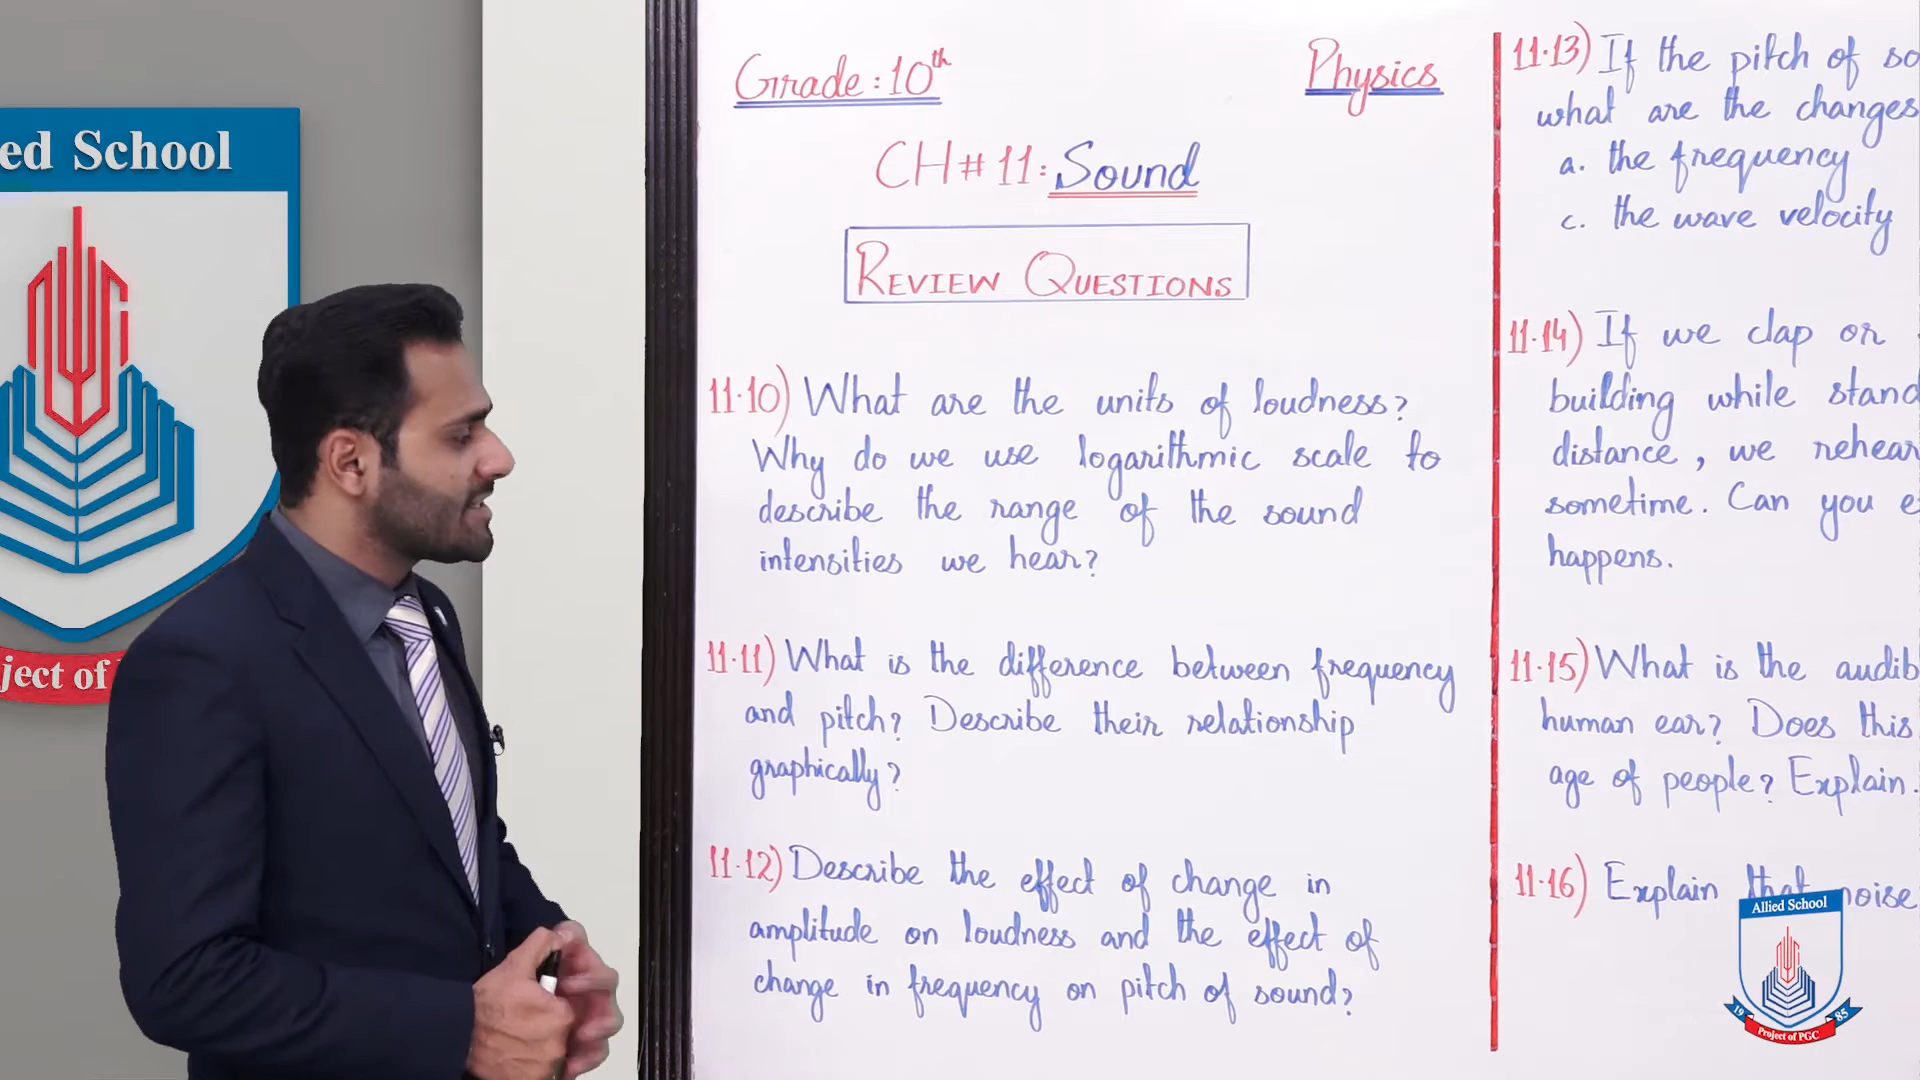 ed School
ject of
Grade: 10th
Physics
CH# 11: Sound
REVIEW QUESTIONS
11.10) What are the units of loudness?
Why do we use logarithmic scale to
describe the range of the sound
intensities we hear?
11.11) What is the difference between frequency
and pitch? Describe their relationship
graphically?
11.12) Describe the effect of change in
amplitude on loudness and the effect of
change in frequency on pitch of sound?
11.13) If the pitch of so
what are the changes
a. the frequency
c. the wave velocity
11.14) If we clap or
building while stand
distance, we rehear
sometime. Can you e
happens.
11.15) What is the audib
human ear? Does this
age of people? Explain.
11.16) Explain that noise
Allied School
19 85
Project of PGC